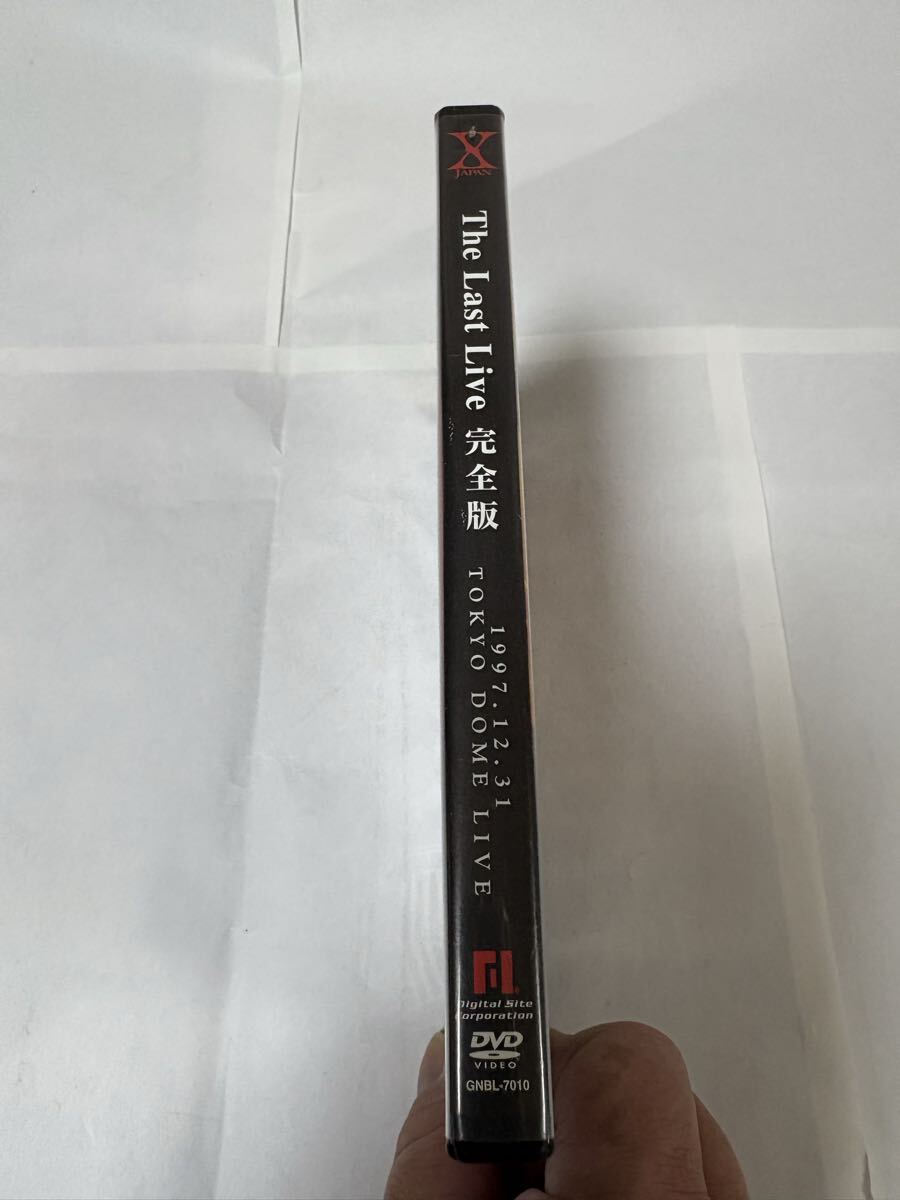 X
JAPAN
The Last Live 完全版
1997.12.31
TOKYO DOME LIVE
Digital Site
Corporation
DVD
VIDEO
GNBL-7010